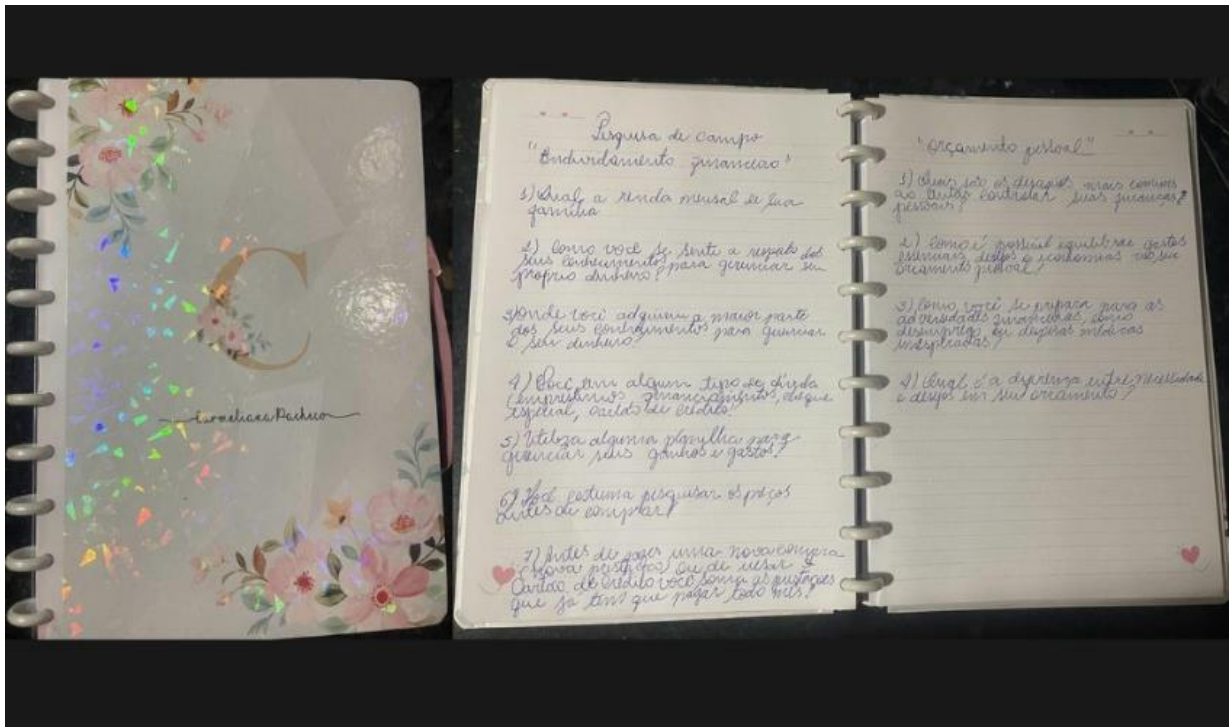 C
Carmeliana Pacheco
Pesquisa de campo
"Endividamento financeiro"
1) Qual a renda mensal de sua
família
2) Como você se sente a respeito dos
seus conhecimentos para gerenciar seu
próprio dinheiro?
3) Onde você adquiriu a maior parte
dos seus conhecimentos para gerenciar
o seu dinheiro?
4) Você tem algum tipo de dívida
(empréstimos, financiamentos, cheque
especial, cartão de crédito)
5) Utiliza alguma planilha para
gerenciar seus ganhos e gastos?
6) Você costuma pesquisar os preços
antes de comprar?
7) Antes de fazer uma nova compra
(nova prestação) ou de usar o
Cartão de crédito você soma as prestações
que já tem que pagar todo mês?
"orçamento pessoal"
1) Quais são os desafios mais comuns
ao tentar controlar suas finanças
pessoais?
2) Como é possível equilibrar gastos
essenciais, desejos e economias no seu
orçamento pessoal?
3) Como você se prepara para as
adversidades financeiras, como
desemprego ou despesas médicas
inesperadas?
4) Qual é a diferença entre necessidade
e desejos em seu orçamento?